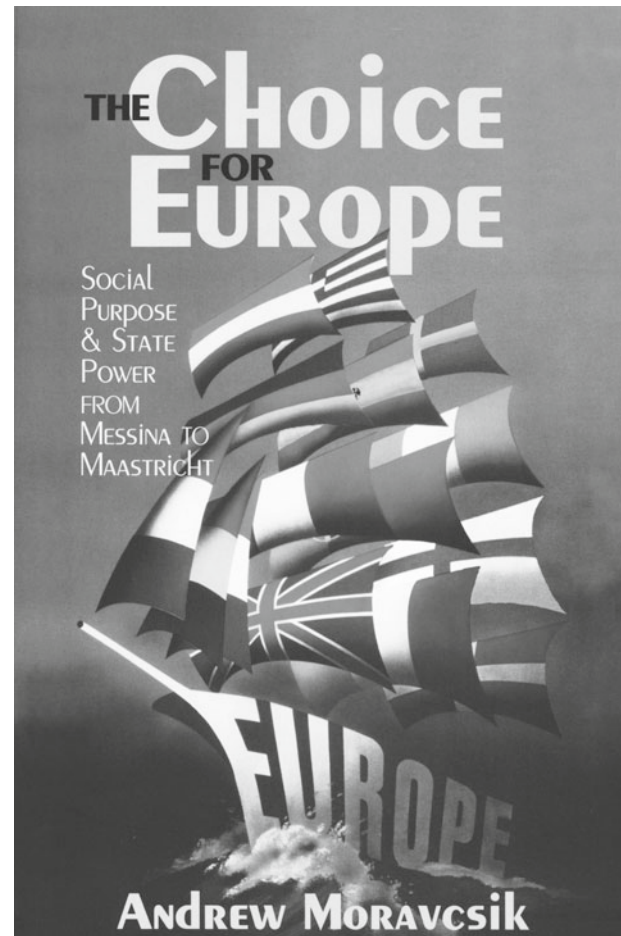 THE CHOICE
FOR
EUROPE
SOCIAL
PURPOSE
& STATE
POWER
FROM
MESSINA TO
MAASTRICHT
EUROPE
ANDREW MORAVCSIK